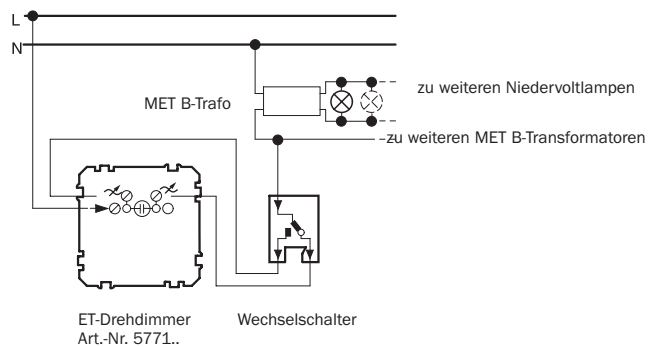 L
N
zu weiteren Niedervoltlampen
MET B-Trafo
zu weiteren MET B-Transformatoren
ET-Drehdimmer
Art.-Nr. 5771..
Wechselschalter